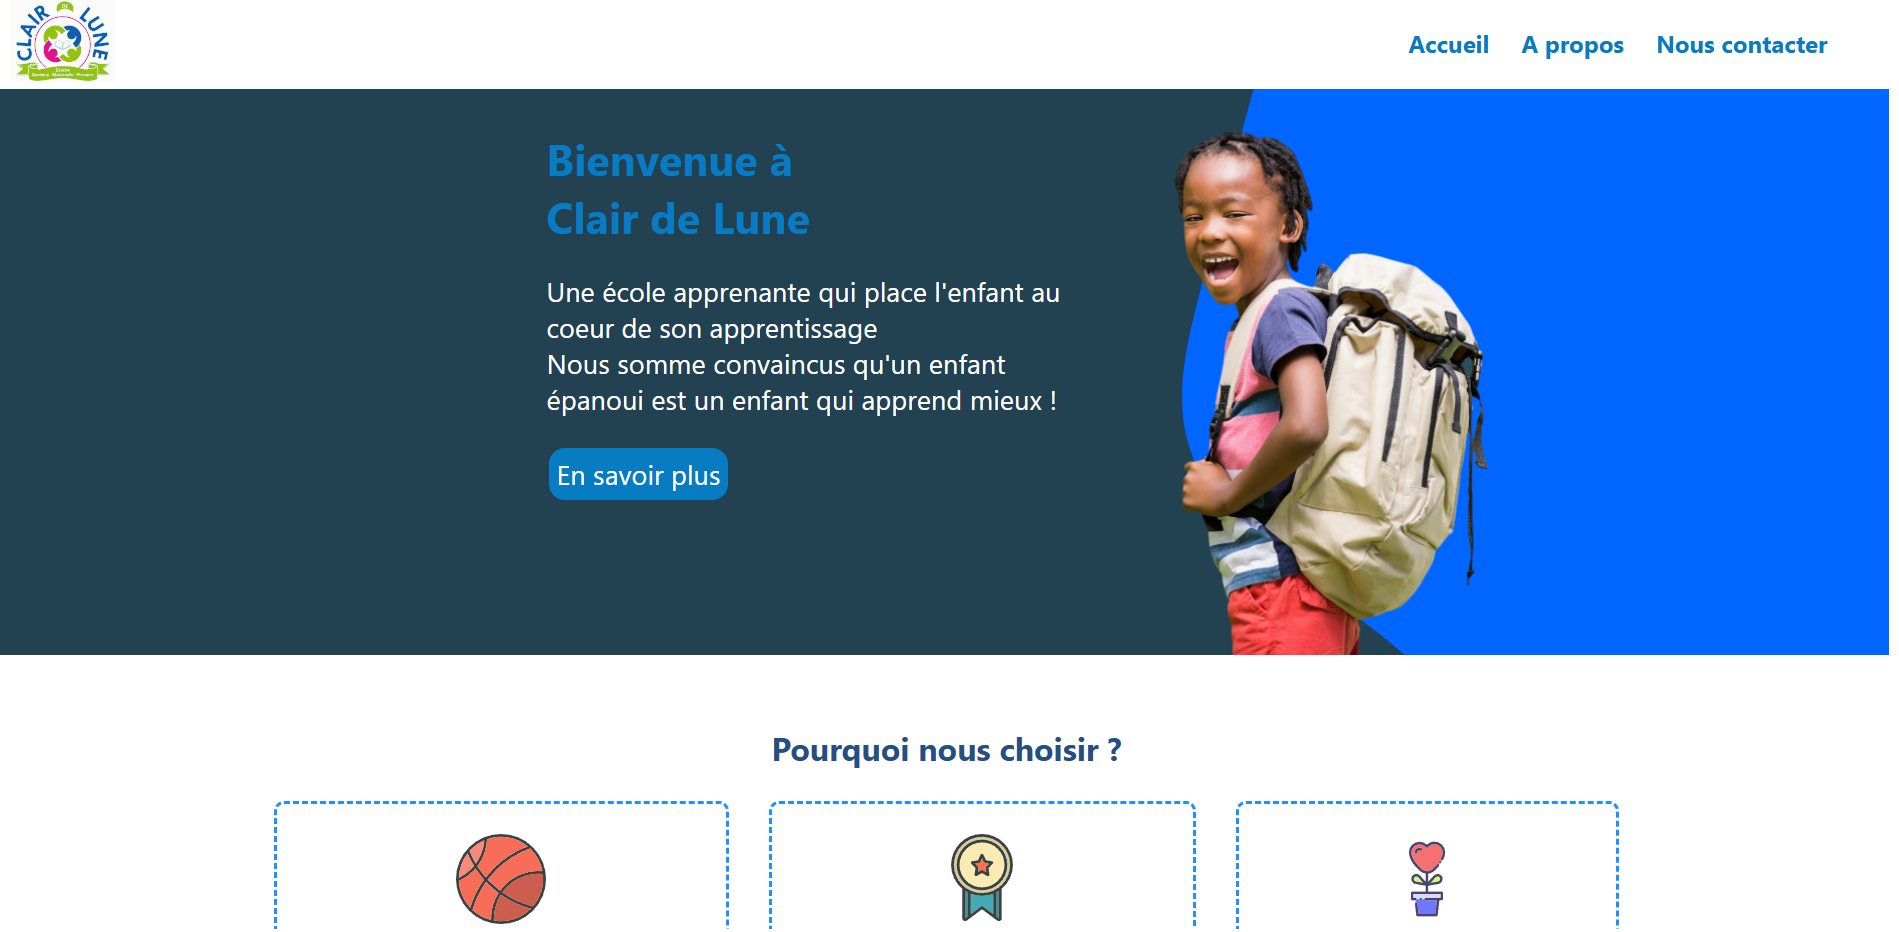 CLAIR DE LUNE
Accueil A propos Nous contacter
Bienvenue à
Clair de Lune
Une école apprenante qui place l'enfant au
coeur de son apprentissage
Nous somme convaincus qu'un enfant
épanoui est un enfant qui apprend mieux !
En savoir plus
Pourquoi nous choisir ?